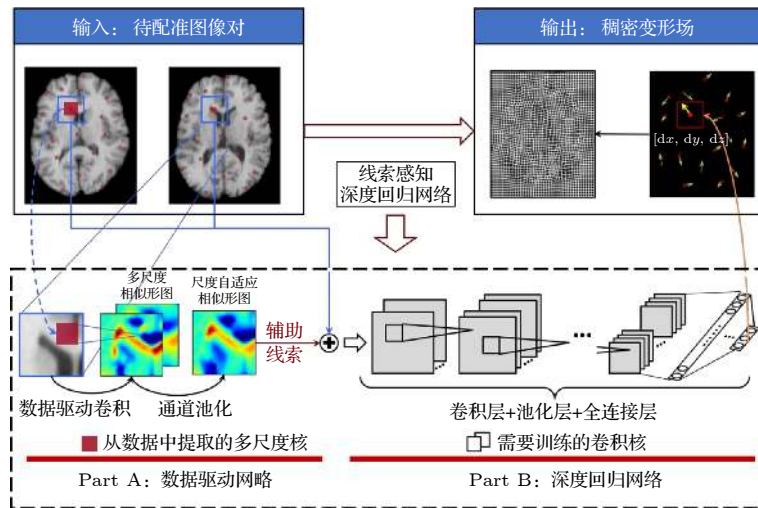 输入：待配准图像对
输出：稠密变形场
[dx, dy, dz]
线索感知
深度回归网络
多尺度
相似形图
尺度自适应
相似形图
辅助
线索
数据驱动卷积
通道池化
卷积层+池化层+全连接层
从数据中提取的多尺度核
需要训练的卷积核
Part A：数据驱动网略
Part B：深度回归网络